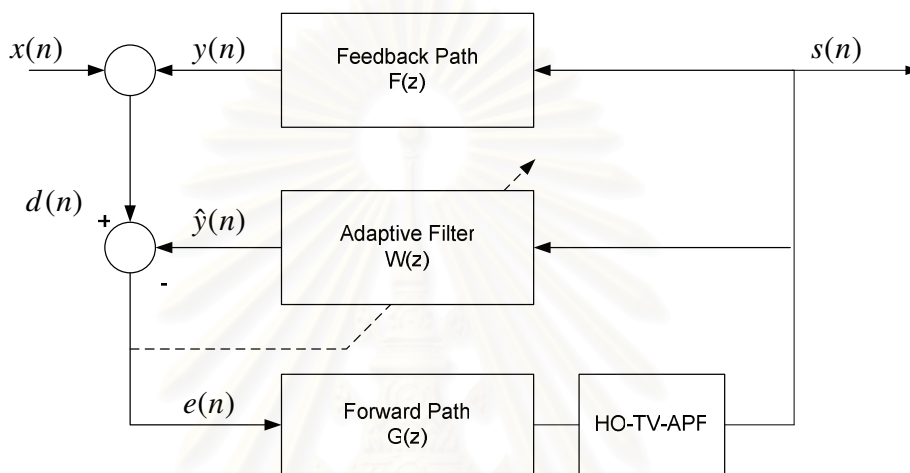 x(n)
y(n)
Feedback Path
F(z)
s(n)
d(n)
+
ŷ(n)
Adaptive Filter
W(z)
-
e(n)
Forward Path
G(z)
HO-TV-APF